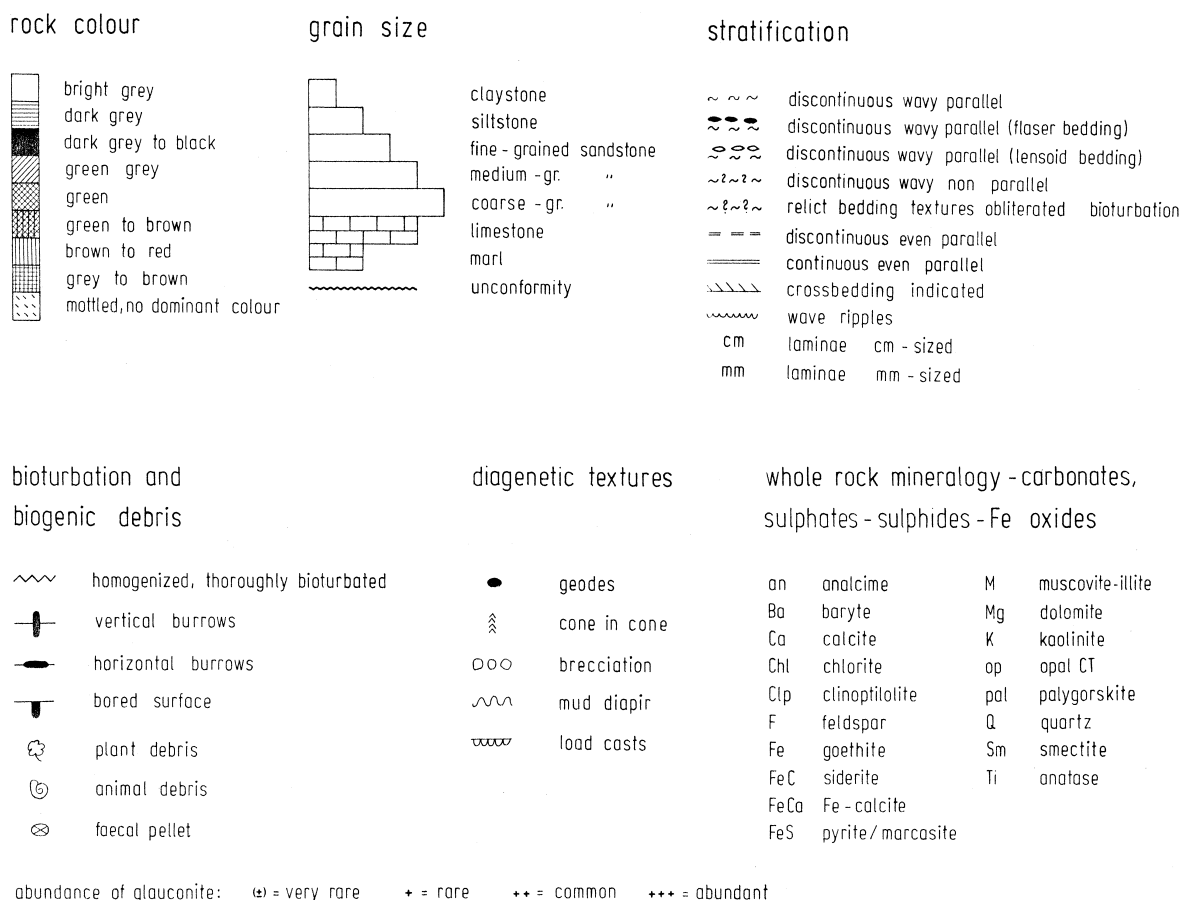 rock colour
bright grey
dark grey
dark grey to black
green grey
green
green to brown
brown to red
grey to brown
mottled, no dominant colour
grain size
claystone
siltstone
fine-grained sandstone
medium-gr. "
coarse-gr. "
limestone
marl
unconformity
stratification
discontinuous wavy parallel
discontinuous wavy parallel (flaser bedding)
discontinuous wavy parallel (lensoid bedding)
~?~?~ discontinuous wavy non parallel
~?~?~ relict bedding textures obliterated bioturbation
discontinuous even parallel
continuous even parallel
crossbedding indicated
wave ripples
cm laminae cm-sized
mm laminae mm-sized
bioturbation and
biogenic debris
homogenized, thoroughly bioturbated
vertical burrows
horizontal burrows
bored surface
plant debris
animal debris
faecal pellet
diagenetic textures
geodes
cone in cone
brecciation
mud diapir
load casts
whole rock mineralogy - carbonates,
sulphates - sulphides - Fe oxides
an analcime
Ba baryte
Ca calcite
Chl chlorite
Clp clinoptilolite
F feldspar
Fe goethite
FeC siderite
FeCa Fe-calcite
FeS pyrite/marcasite
M muscovite-illite
Mg dolomite
K kaolinite
op opal CT
pal palygorskite
Q quartz
Sm smectite
Ti anatase
abundance of glauconite: (±) = very rare + = rare ++ = common +++ = abundant